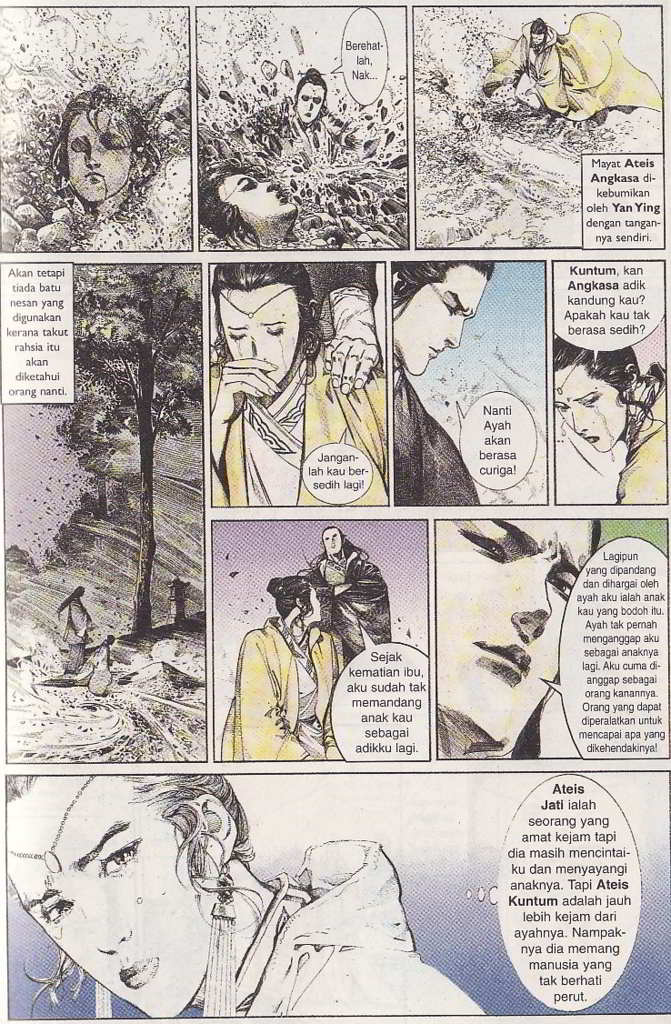 Berehat-
lah,
Nak...
Mayat Ateis
Angkasa di-
kebumikan
oleh Yan Ying
dengan tangan-
nya sendiri.
Akan tetapi
tiada batu
nesan yang
digunakan
kerana takut
rahsia itu
akan
diketahui
orang nanti.
Jangan-
lah kau ber-
sedih lagi!
Nanti
Ayah
akan
berasa
curiga!
Kuntum, kan
Angkasa adik
kandung kau?
Apakah kau tak
berasa sedih?
Sejak
kematian ibu,
aku sudah tak
memandang
anak kau
sebagai
adikku lagi.
Lagipun
yang dipandang
dan dihargai oleh
ayah aku ialah anak
kau yang bodoh itu.
Ayah tak pernah
menganggap aku
sebagai anaknya
lagi. Aku cuma di-
anggap sebagai
orang kanannya.
Orang yang dapat
diperalatkan untuk
mencapai apa yang
dikehendakinya!
Ateis
Jati ialah
seorang yang
amat kejam tapi
dia masih mencintai-
ku dan menyayangi
anaknya. Tapi Ateis
Kuntum adalah jauh
lebih kejam dari
ayahnya. Nampak-
nya dia memang
manusia yang
tak berhati
perut.